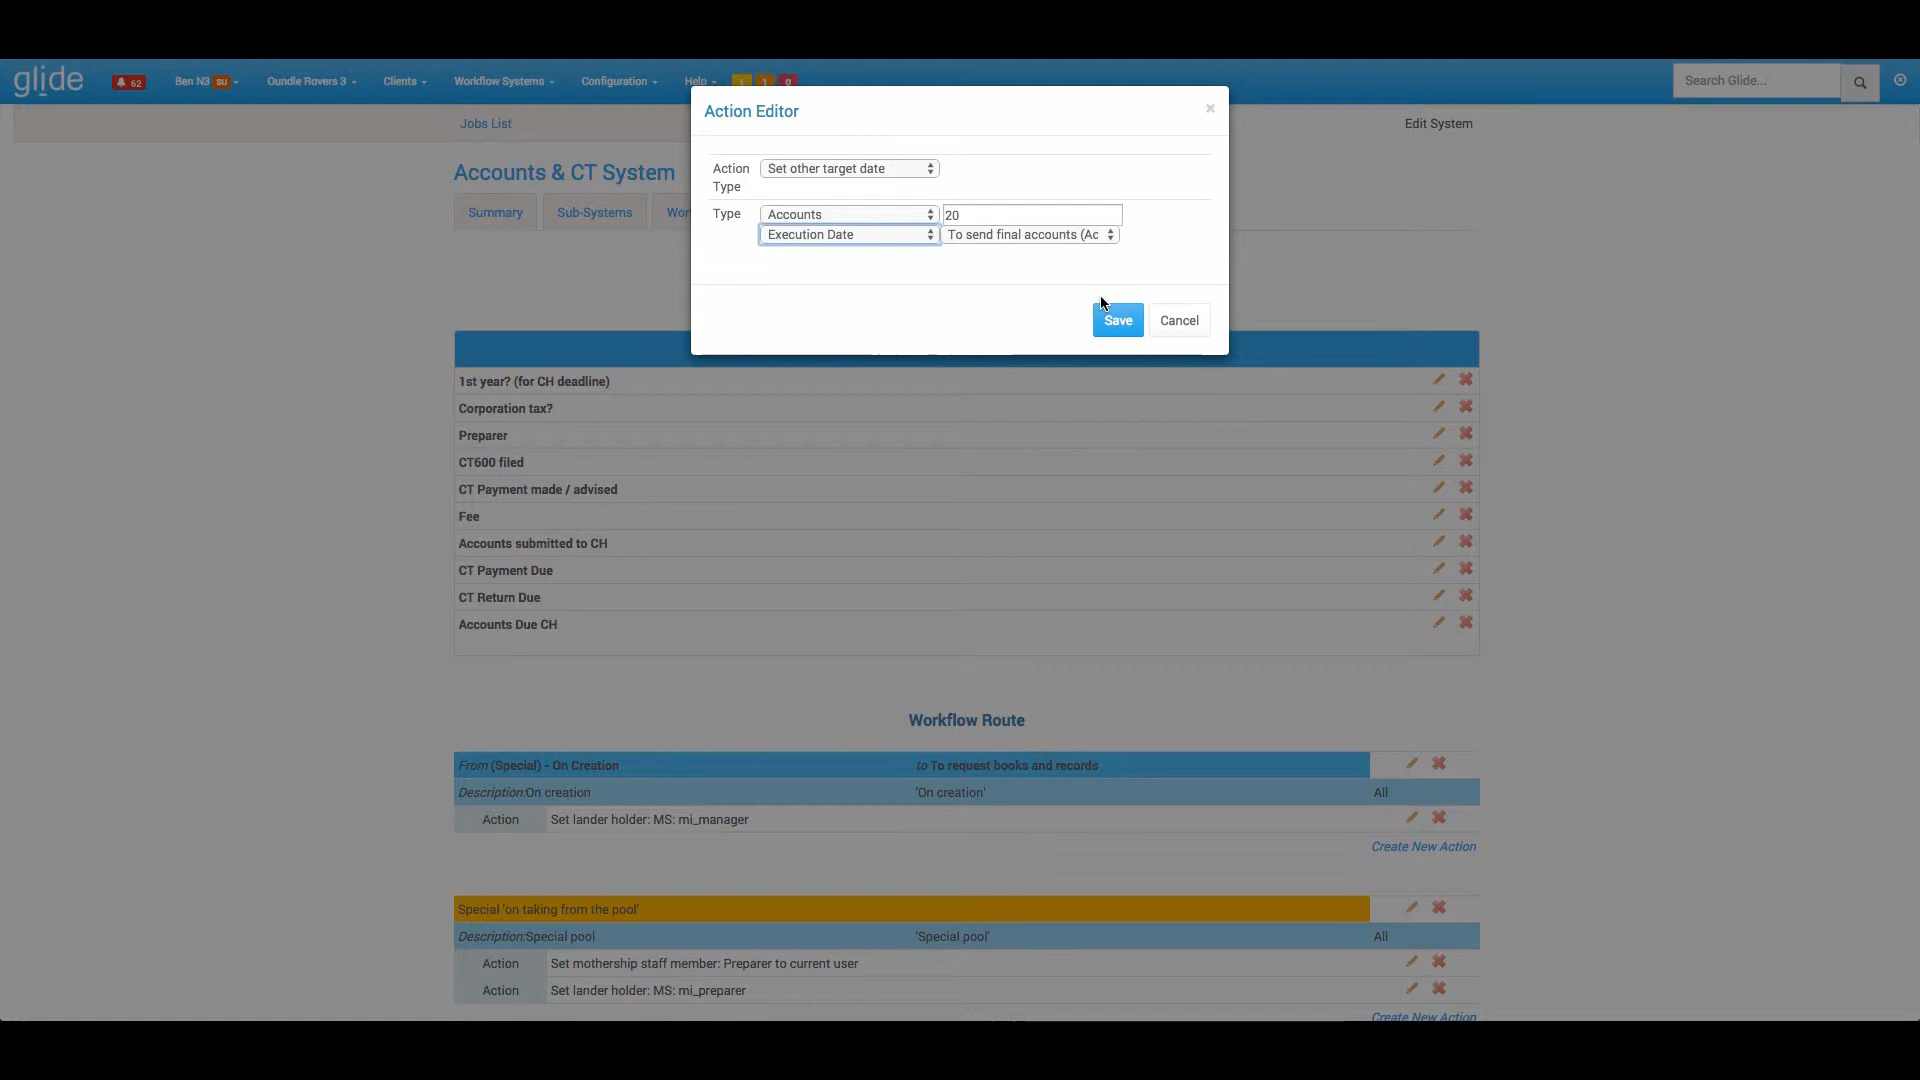 glide
62
Ben N3 SU
Oundle Rovers 3
Clients
Workflow Systems
Configuration
Help
1 1 0
Search Glide...
Jobs List
Edit System
Accounts & CT System
Summary
Sub-Systems
Wor
Action Editor
×
Action Type
Set other target date
Type
Accounts
20
Execution Date
To send final accounts (Ac
Save
Cancel
1st year? (for CH deadline)
Corporation tax?
Preparer
CT600 filed
CT Payment made / advised
Fee
Accounts submitted to CH
CT Payment Due
CT Return Due
Accounts Due CH
Workflow Route
From (Special) - On Creation to To request books and records
Description:On creation 'On creation' All
Action Set lander holder: MS: mi_manager
Create New Action
Special 'on taking from the pool'
Description:Special pool 'Special pool' All
Action Set mothership staff member: Preparer to current user
Action Set lander holder: MS: mi_preparer
Create New Action